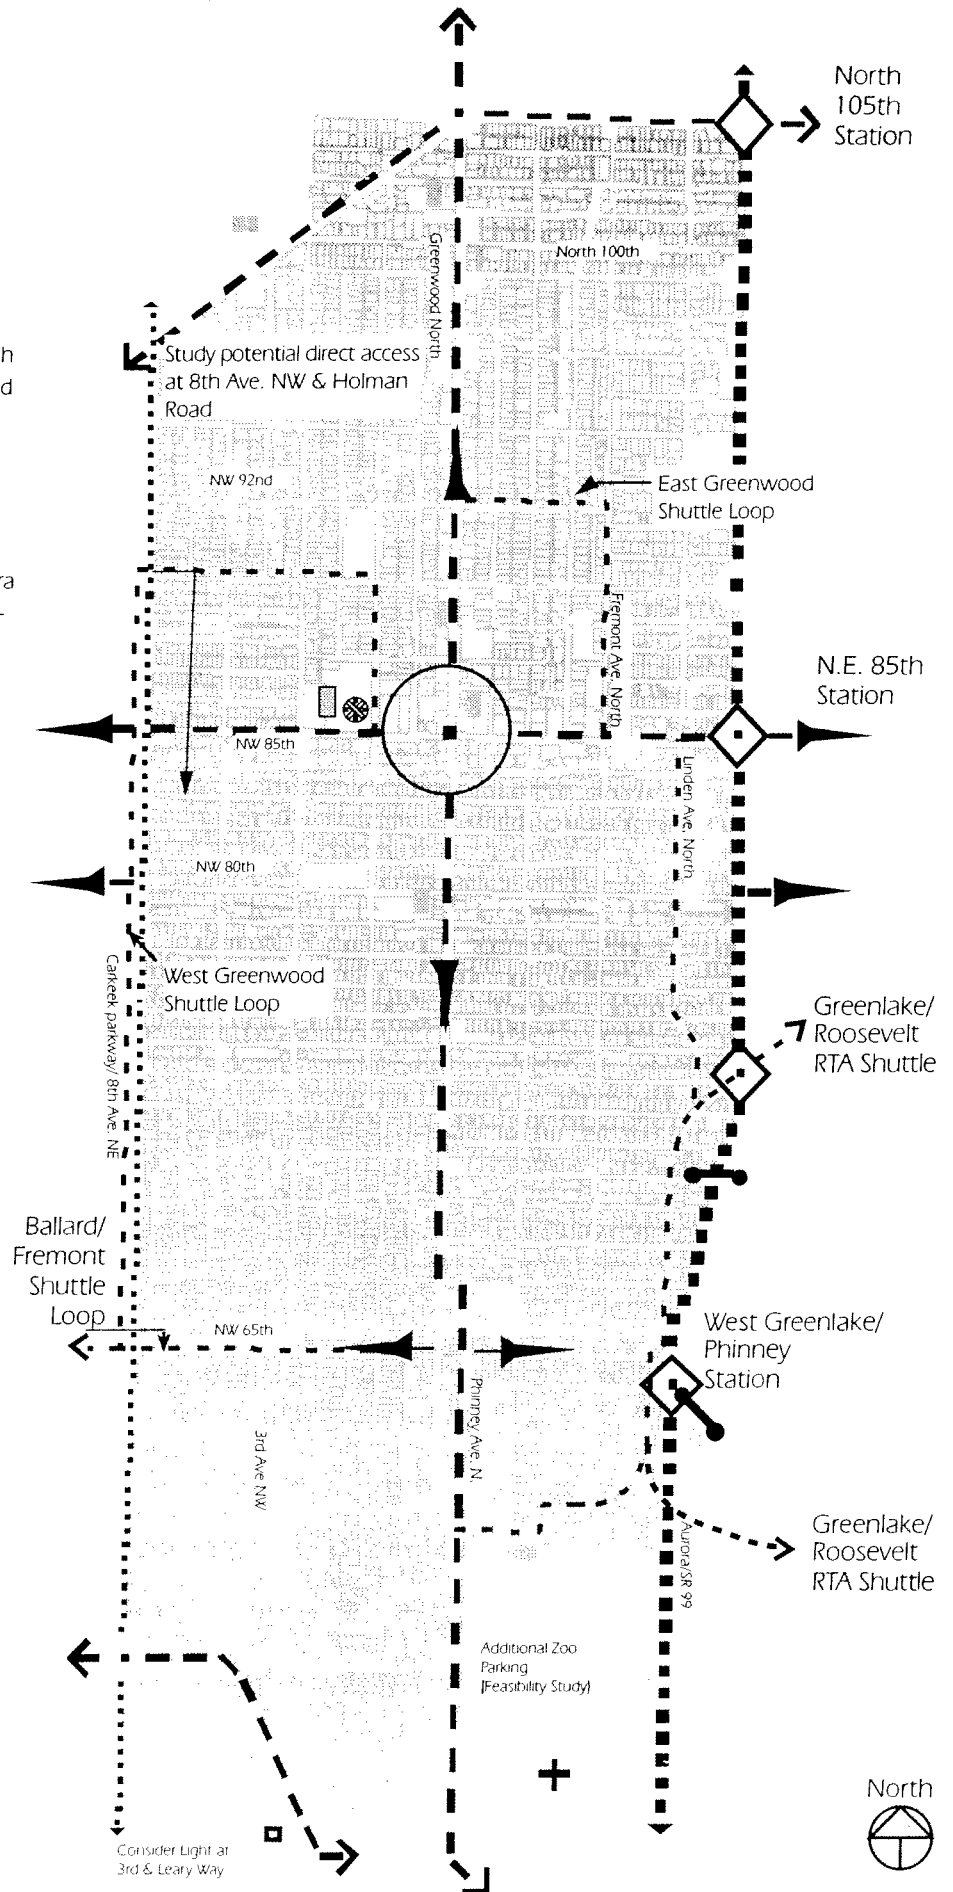 North
105th
Station
North 100th
Greenwood North
h
d
Study potential direct access
at 8th Ave. NW & Holman
Road
NW 92nd
East Greenwood
Shuttle Loop
ra
-
Fremont Ave. North
N.E. 85th
Station
NW 85th
Linden Ave. North
NW 80th
West Greenwood
Shuttle Loop
Carkeek parkway/ 8th Ave. NE
Greenlake/
Roosevelt
RTA Shuttle
Ballard/
Fremont
Shuttle
Loop
NW 65th
West Greenlake/
Phinney
Station
Phinney Ave. N.
3rd Ave NW
Greenlake/
Roosevelt
RTA Shuttle
Aurora/SR 99
Additional Zoo
Parking
[Feasibility Study]
North
Consider Light at
3rd & Leary Way